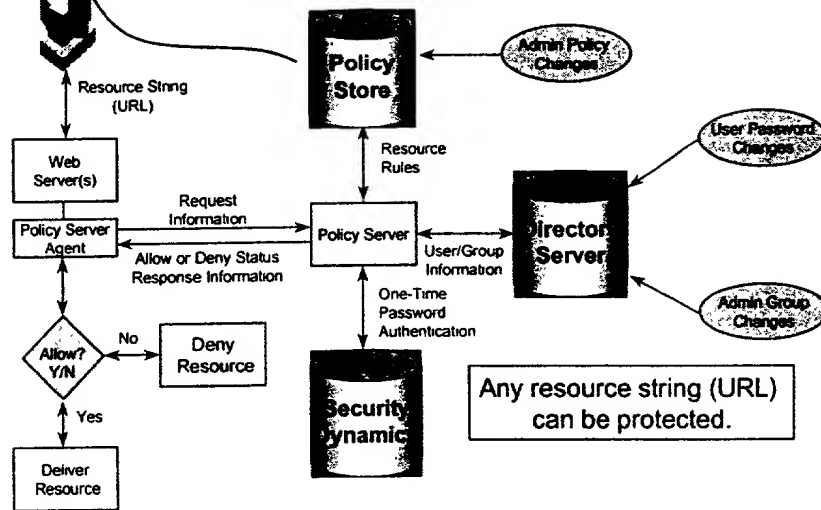 Policy
Store
Admin Policy
Changes
Resource String
(URL)
User Password
Changes
Web
Server(s)
Resource
Rules
Request
Information
Policy Server
Agent
Policy Server
Allow or Deny Status
Response Information
User/Group
Information
Director
Server
One-Time
Password
Authentication
Admin Group
Changes
Allow?
Y/N
No
Deny
Resource
Yes
Security
Dynamic
Any resource string (URL)
can be protected.
Deliver
Resource